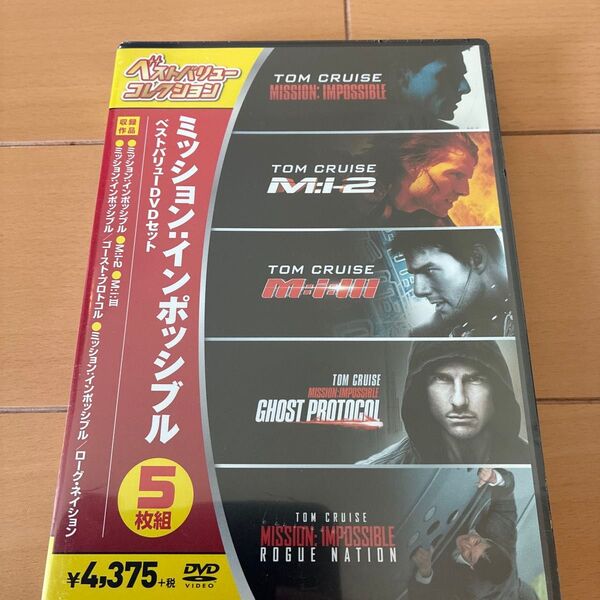 ベストバリュー
コレクション
収録作品
●ミッション:インポッシブル ●M:i-2 ●M:i:III
●ミッション:インポッシブル/ゴースト・プロトコル ●ミッション:インポッシブル/ローグ・ネイション
ミッション:インポッシブル
ベストバリューDVDセット
5
枚組
¥4,375+税
DVD
VIDEO
TOM CRUISE
MISSION: IMPOSSIBLE
TOM CRUISE
M:i-2
TOM CRUISE
M:i:III
TOM CRUISE
MISSION: IMPOSSIBLE
GHOST PROTOCOL
TOM CRUISE
MISSION: IMPOSSIBLE
ROGUE NATION